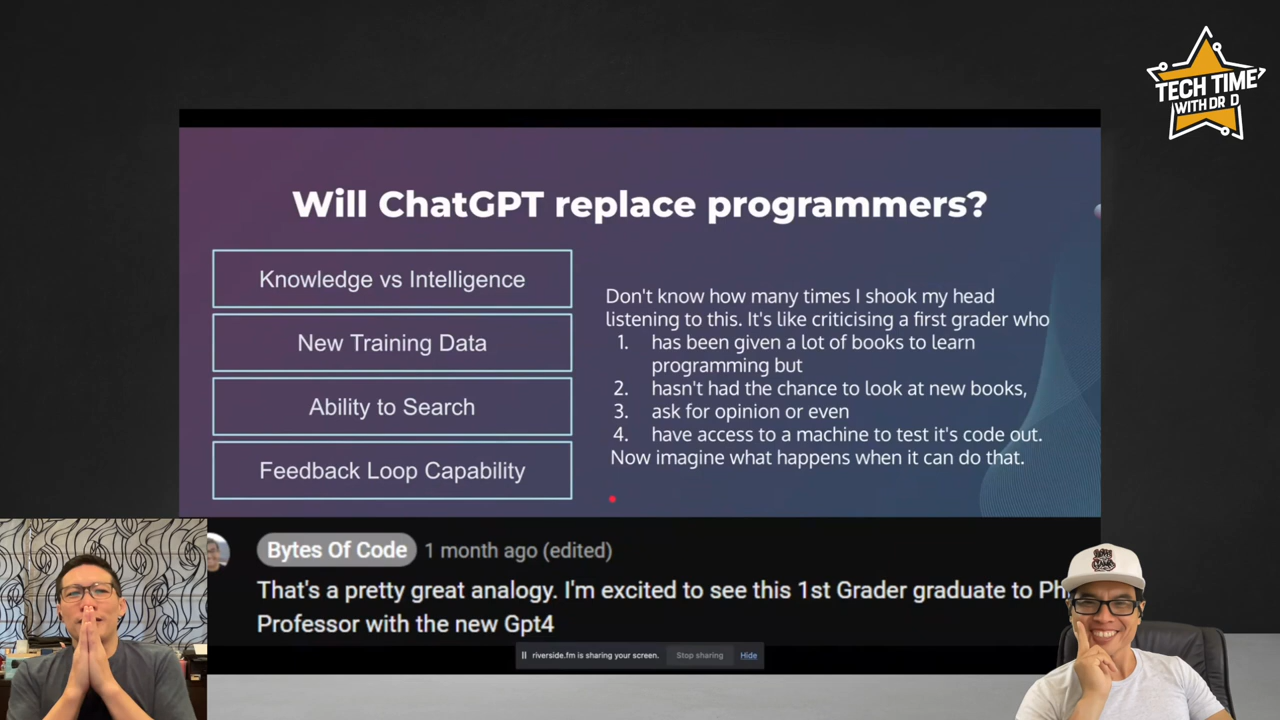 TECH TIME
WITH DR D
Will ChatGPT replace programmers?
Knowledge vs Intelligence
New Training Data
Ability to Search
Feedback Loop Capability
Don't know how many times I shook my head
listening to this. It's like criticising a first grader who
1. has been given a lot of books to learn
programming but
2. hasn't had the chance to look at new books,
3. ask for opinion or even
4. have access to a machine to test it's code out.
Now imagine what happens when it can do that.
Bytes Of Code 1 month ago (edited)
That's a pretty great analogy. I'm excited to see this 1st Grader graduate to
Professor with the new Gpt4
riverside.fm is sharing your screen. Stop sharing Hide